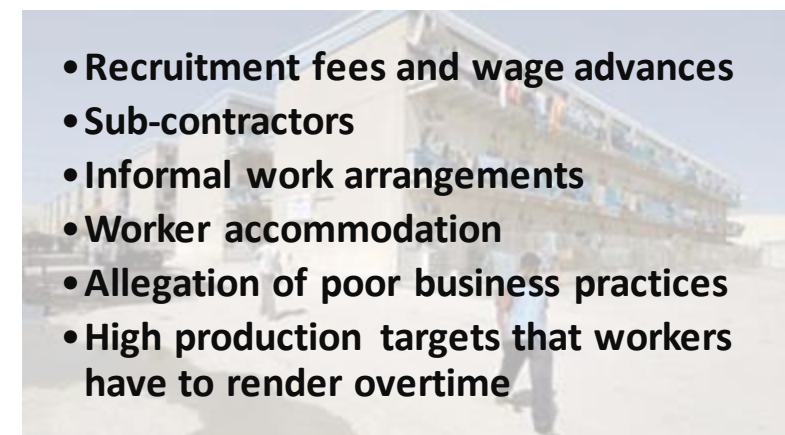 • Recruitment fees and wage advances
• Sub-contractors
• Informal work arrangements
• Worker accommodation
• Allegation of poor business practices
• High production targets that workers
have to render overtime